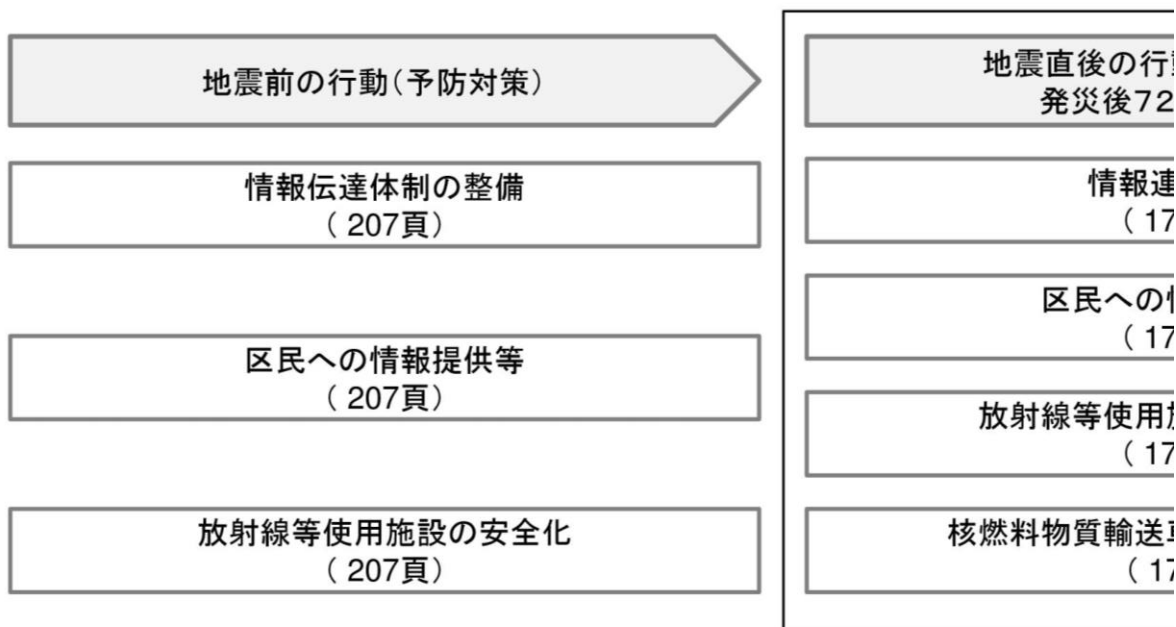 地震前の行動(予防対策)
情報伝達体制の整備
( 207頁)
区民への情報提供等
( 207頁)
放射線等使用施設の安全化
( 207頁)
地震直後の行
発災後72
情報連
( 17
区民への
( 17
放射線等使用
( 17
核燃料物質輸送
( 17